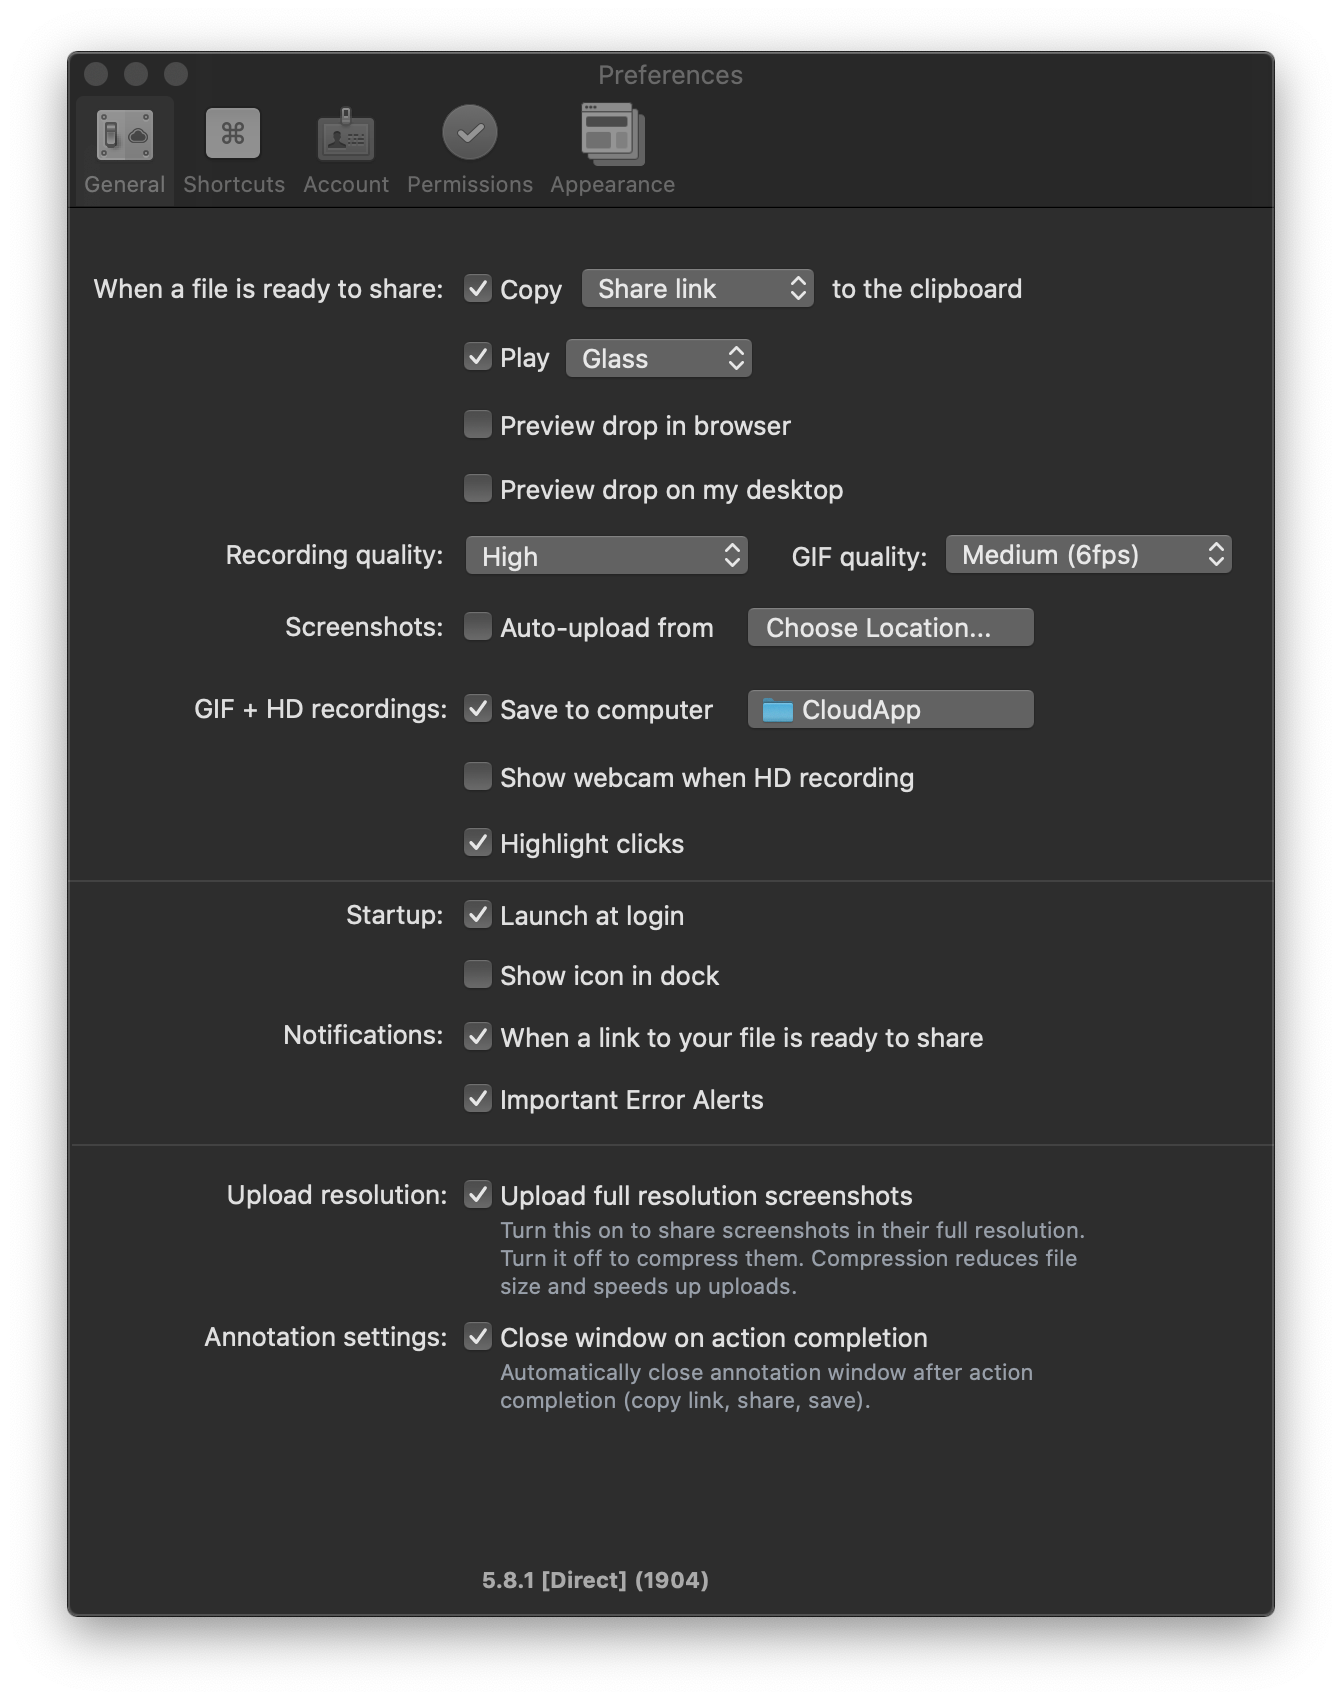 Preferences
General Shortcuts Account Permissions Appearance
When a file is ready to share: Copy Share link to the clipboard
Play Glass
Preview drop in browser
Preview drop on my desktop
Recording quality: High GIF quality: Medium (6fps)
Screenshots: Auto-upload from Choose Location...
GIF + HD recordings: Save to computer CloudApp
Show webcam when HD recording
Highlight clicks
Startup: Launch at login
Show icon in dock
Notifications: When a link to your file is ready to share
Important Error Alerts
Upload resolution: Upload full resolution screenshots
Turn this on to share screenshots in their full resolution.
Turn it off to compress them. Compression reduces file
size and speeds up uploads.
Annotation settings: Close window on action completion
Automatically close annotation window after action
completion (copy link, share, save).
5.8.1 [Direct] (1904)